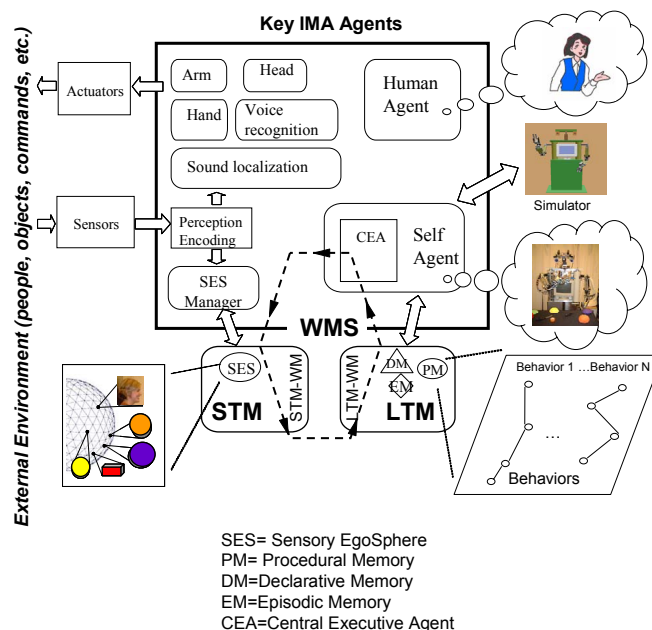 Key IMA Agents
External Environment (people, objects, commands, etc.)
Actuators
Arm
Head
Human
Agent
Hand
Voice
recognition
Sound localization
Sensors
Perception
Encoding
Simulator
CEA
Self
Agent
SES
Manager
WMS
SES
STM-WM
STM
LTM-WM
DM
EM
PM
LTM
Behavior 1 ...Behavior N
...
Behaviors
SES= Sensory EgoSphere
PM= Procedural Memory
DM=Declarative Memory
EM=Episodic Memory
CEA=Central Executive Agent